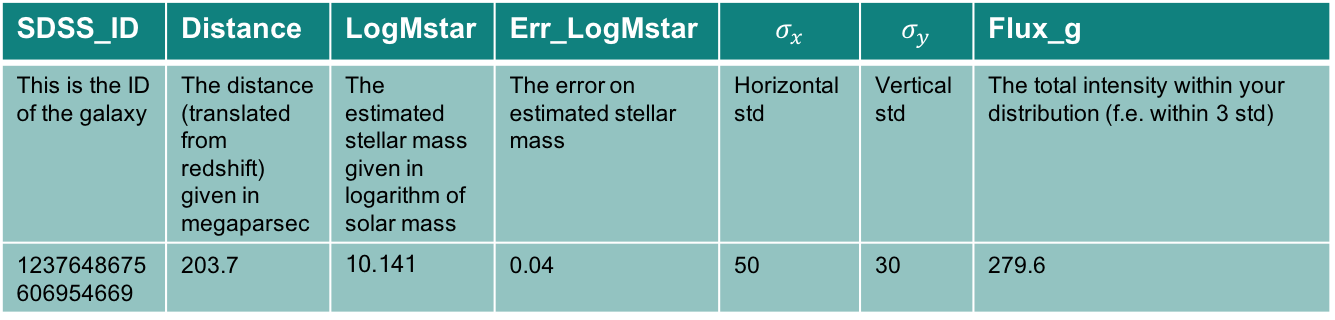 SDSS_ID
Distance
LogMstar
Err_LogMstar
σx
σy
Flux_g
This is the ID
of the galaxy
The distance
(translated
from
redshift)
given in
megaparsec
The
estimated
stellar mass
given in
logarithm of
solar mass
The error on
estimated stellar
mass
Horizontal
std
Vertical
std
The total intensity within your
distribution (f.e. within 3 std)
1237648675
606954669
203.7
10.141
0.04
50
30
279.6